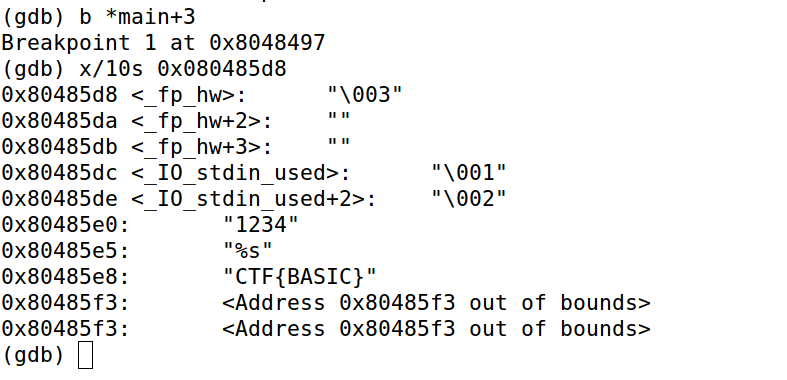 (gdb) b *main+3
Breakpoint 1 at 0x8048497
(gdb) x/10s 0x080485d8
0x80485d8 <_fp_hw>:      "\003"
0x80485da <_fp_hw+2>:    ""
0x80485db <_fp_hw+3>:    ""
0x80485dc <_IO_stdin_used>:      "\001"
0x80485de <_IO_stdin_used+2>:    "\002"
0x80485e0:       "1234"
0x80485e5:       "%s"
0x80485e8:       "CTF{BASIC}"
0x80485f3:       <Address 0x80485f3 out of bounds>
0x80485f3:       <Address 0x80485f3 out of bounds>
(gdb)